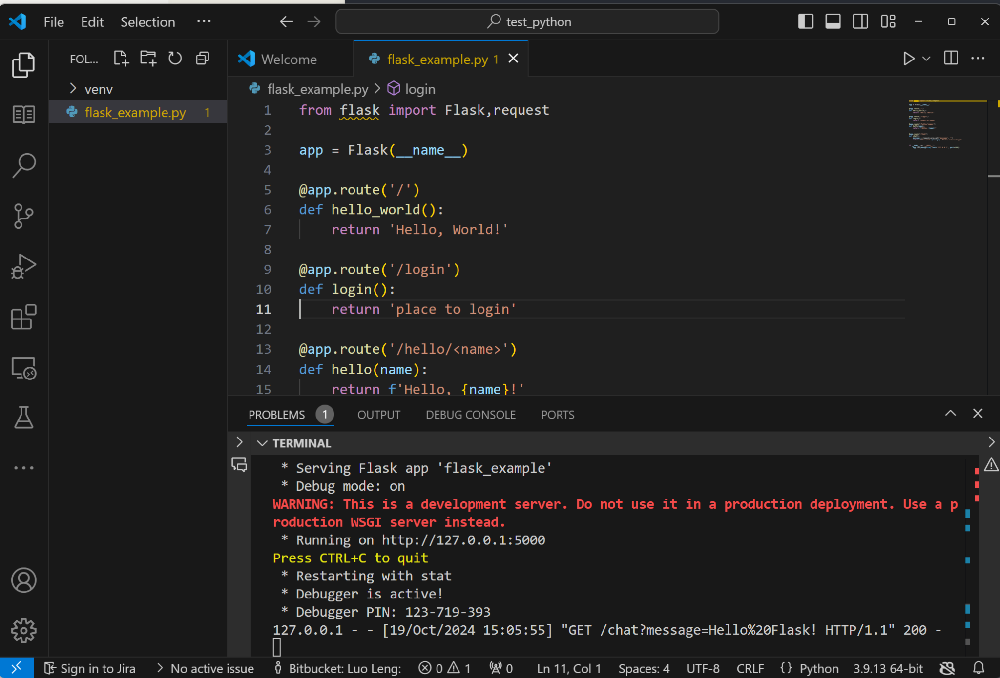 File Edit Selection ...
test_python
FOL...
venv
flask_example.py 1
Welcome
flask_example.py 1
flask_example.py > login
1 from flask import Flask,request
2
3 app = Flask(__name__)
4
5 @app.route('/')
6 def hello_world():
7 return 'Hello, World!'
8
9 @app.route('/login')
10 def login():
11 return 'place to login'
12
13 @app.route('/hello/<name>')
14 def hello(name):
15 return f'Hello, {name}!'
PROBLEMS 1 OUTPUT DEBUG CONSOLE PORTS
TERMINAL
* Serving Flask app 'flask_example'
* Debug mode: on
WARNING: This is a development server. Do not use it in a production deployment. Use a p
roduction WSGI server instead.
* Running on http://127.0.0.1:5000
Press CTRL+C to quit
* Restarting with stat
* Debugger is active!
* Debugger PIN: 123-719-393
127.0.0.1 - - [19/Oct/2024 15:05:55] "GET /chat?message=Hello%20Flask! HTTP/1.1" 200 -
Sign in to Jira > No active issue Bitbucket: Luo Leng: 0 1 0 Ln 11, Col 1 Spaces: 4 UTF-8 CRLF {} Python 3.9.13 64-bit